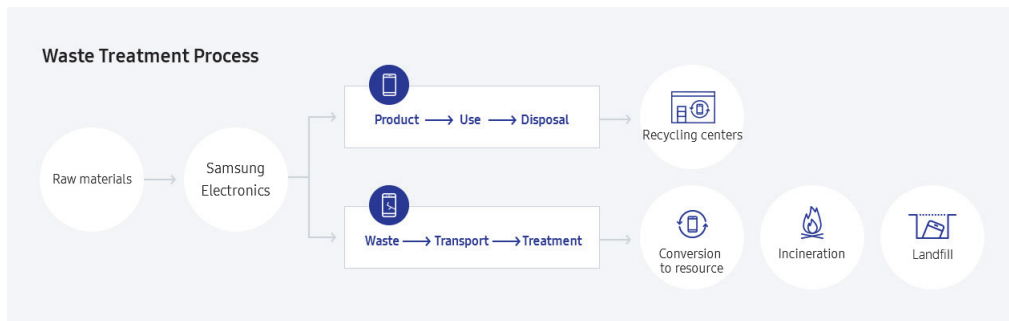 Waste Treatment Process
Raw materials
Samsung
Electronics
Product Use Disposal
Recycling centers
Waste Transport Treatment
Conversion
to resource
Incineration
Landfill